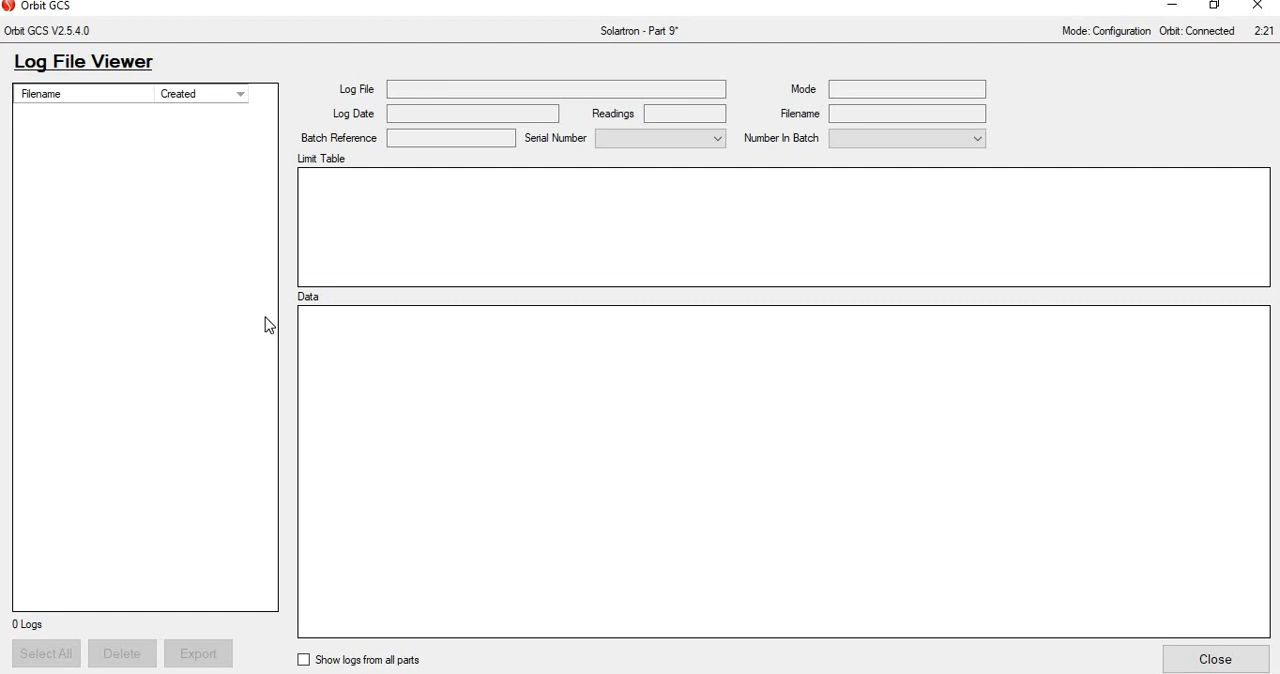 Orbit GCS
Orbit GCS V2.5.4.0 Solartron - Part 9* Mode: Configuration Orbit: Connected 2:21
Log File Viewer
Filename Created
Log File Mode
Log Date Readings Filename
Batch Reference Serial Number Number In Batch
Limit Table
Data
0 Logs
Select All Delete Export
Show logs from all parts
Close